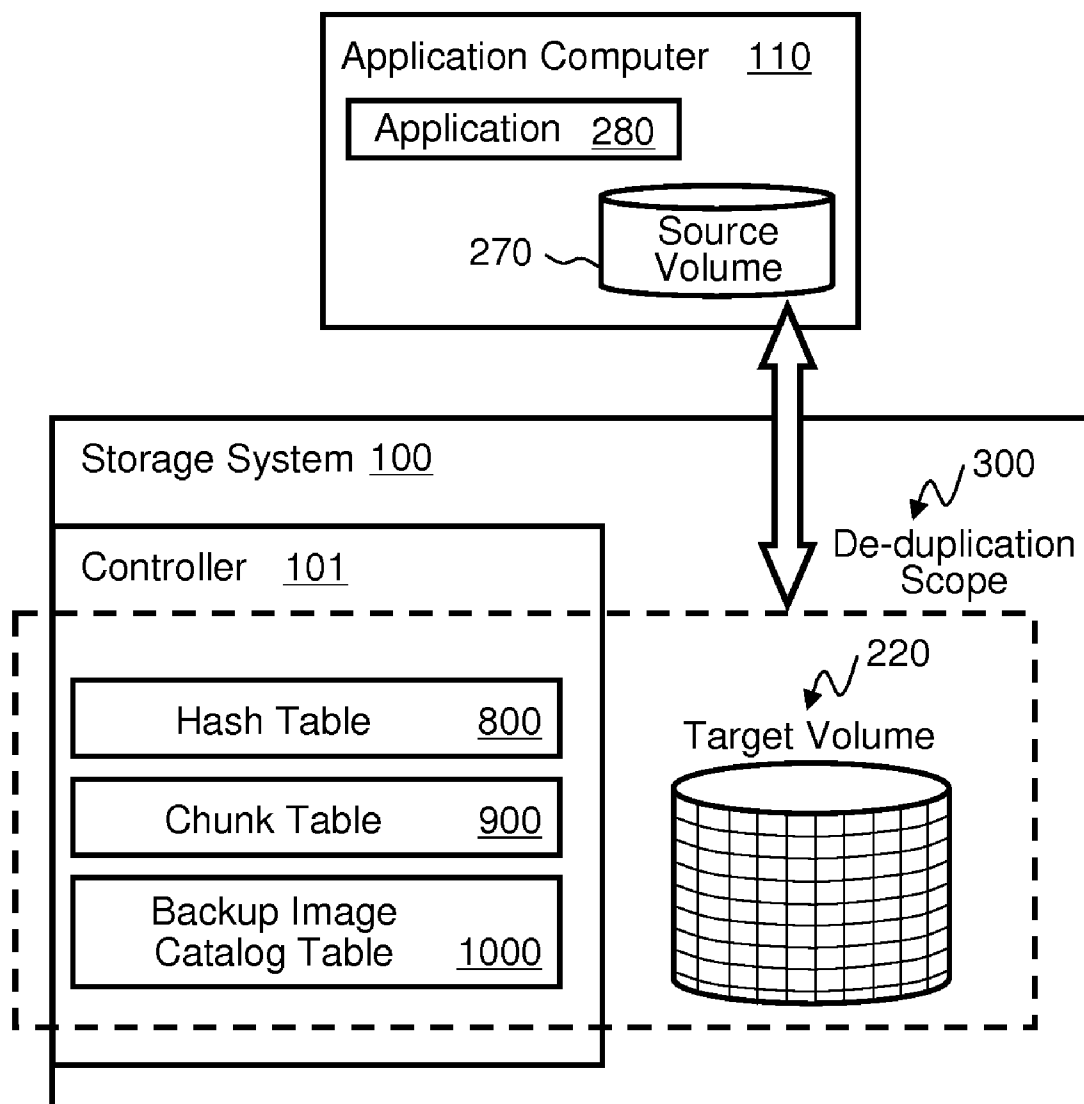 Application Computer 110
Application 280
Source
Volume
270
Storage System 100
300
De-duplication
Scope
Controller 101
220
Target Volume
Hash Table 800
Chunk Table 900
Backup Image
Catalog Table 1000